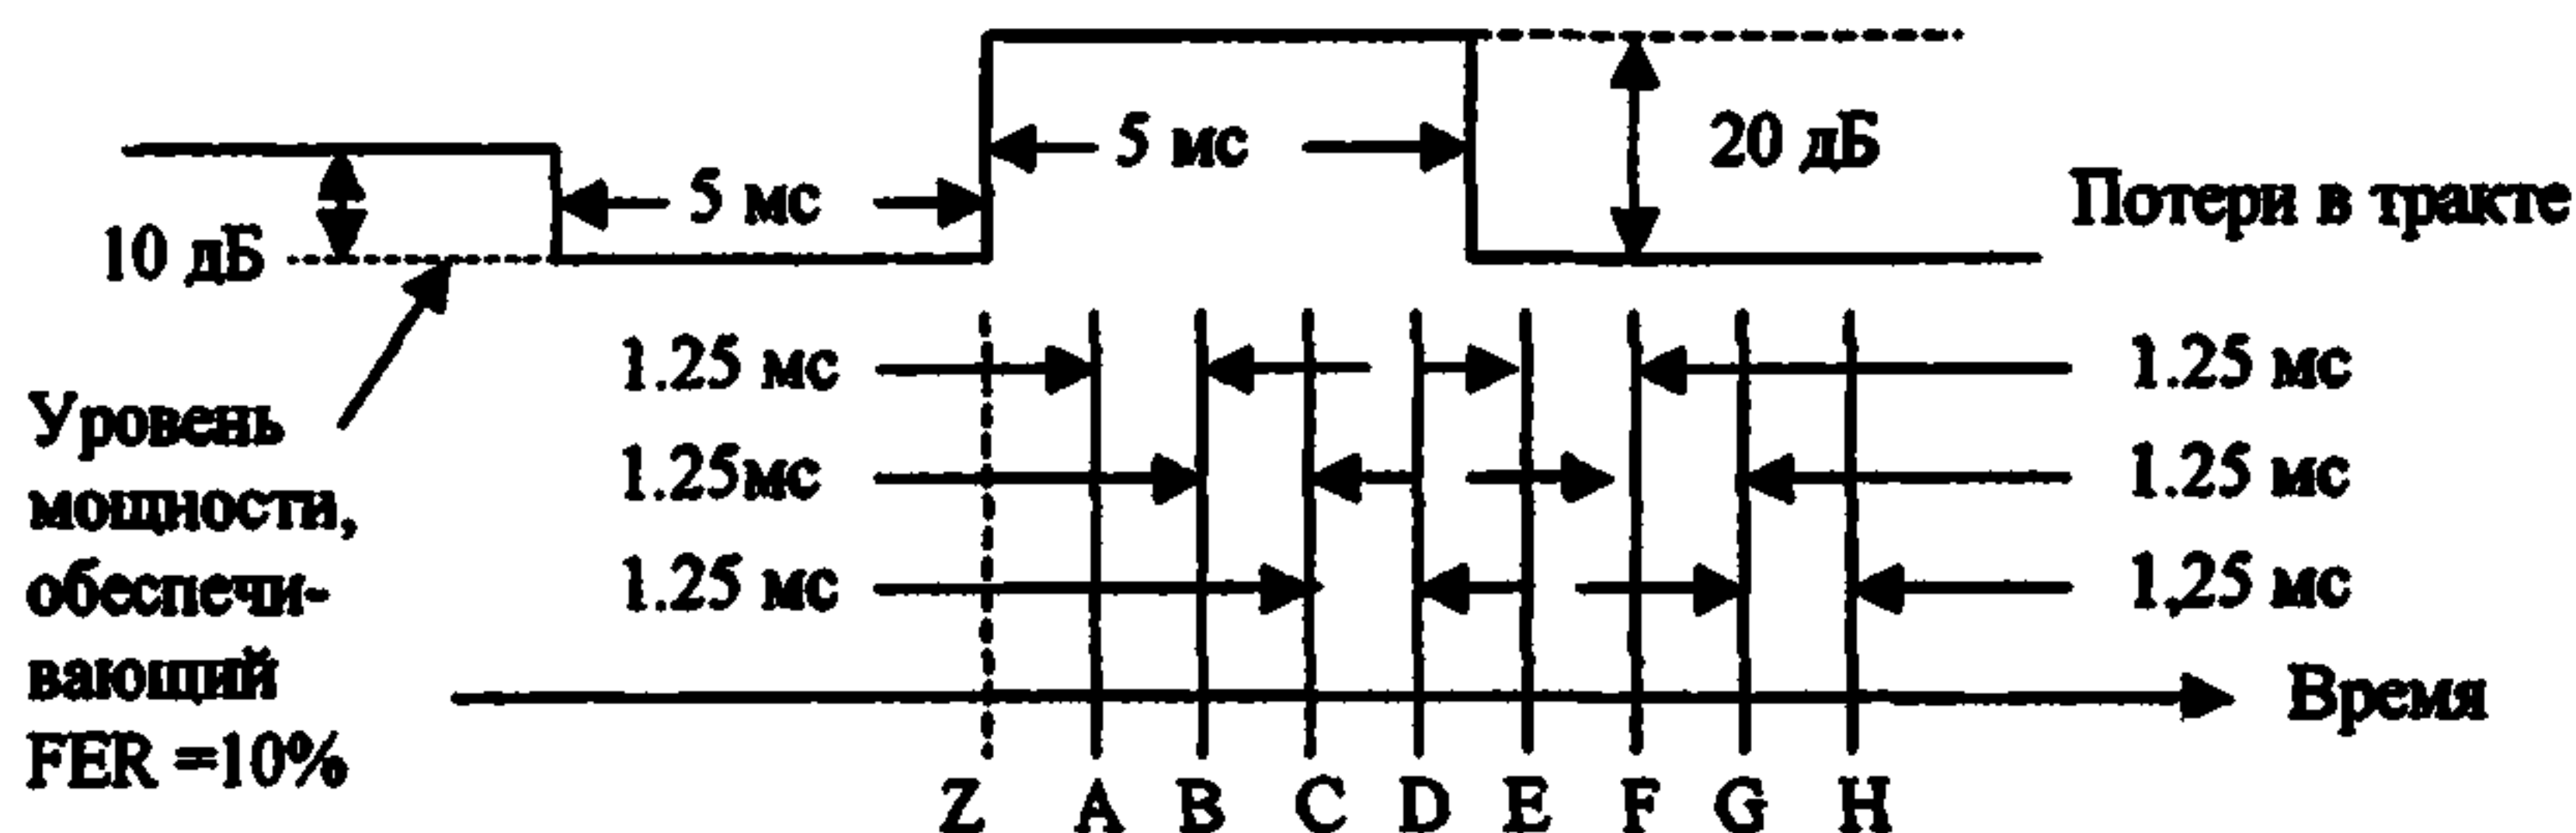 5 мс
20 дБ
5 мс
Потери в тракте
10 дБ
1.25 мс
1.25 мс
Уровень
мощности,
обеспечи-
вающий
FER =10%
1.25мс
1.25 мс
1.25 мс
1,25 мс
Время
Z A B C D E F G H